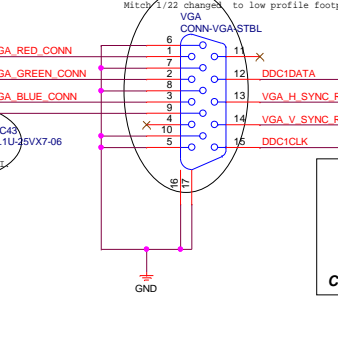 Mitch 1/22 changed to low profile footp
VGA
CONN-VGA-STBL
6
GA_RED_CONN 1 11
7
GA_GREEN_CONN 2 12 DDC1DATA
8
GA_BLUE_CONN 3 13 VGA_H_SYNC_R
9
4 14 VGA_V_SYNC_R
C43
10
.1U-25VX7-06
5 15 DDC1CLK
16 17
GND
C